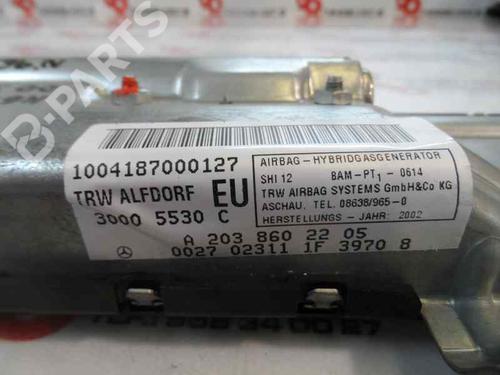 B-PARTS
1004187000127
TRW ALFDORF EU
3000 5530 C
A 203 860 22 05
0027 02311 1F 3970 8
AIRBAG-HYBRIDGASGENERATOR
SHI 12 BAM-PT1-0614
TRW AIRBAG SYSTEMS GmbH&Co KG
ASCHAU. TEL. 08638/965-0
HERSTELLUNGS-JAHR: 2002